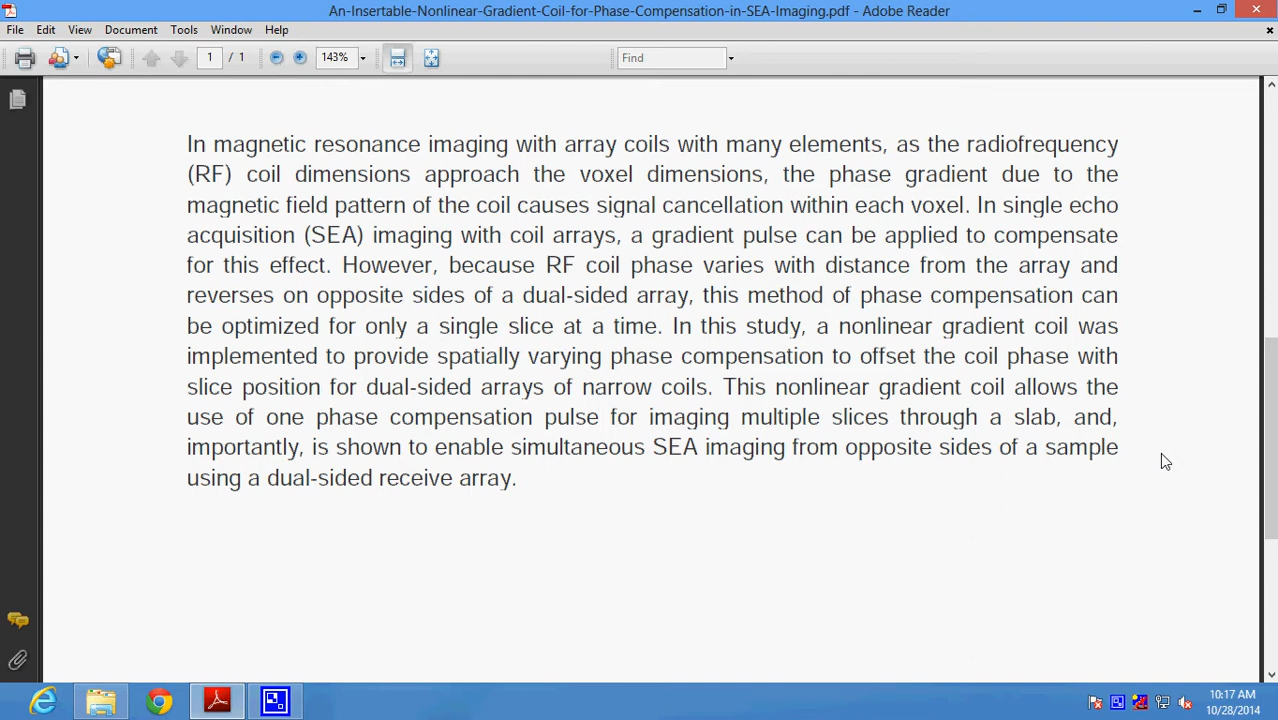 An-Insertable-Nonlinear-Gradient-Coil-for-Phase-Compensation-in-SEA-Imaging.pdf - Adobe Reader
File Edit View Document Tools Window Help
1 / 1 143% Find
In magnetic resonance imaging with array coils with many elements, as the radiofrequency
(RF) coil dimensions approach the voxel dimensions, the phase gradient due to the
magnetic field pattern of the coil causes signal cancellation within each voxel. In single echo
acquisition (SEA) imaging with coil arrays, a gradient pulse can be applied to compensate
for this effect. However, because RF coil phase varies with distance from the array and
reverses on opposite sides of a dual-sided array, this method of phase compensation can
be optimized for only a single slice at a time. In this study, a nonlinear gradient coil was
implemented to provide spatially varying phase compensation to offset the coil phase with
slice position for dual-sided arrays of narrow coils. This nonlinear gradient coil allows the
use of one phase compensation pulse for imaging multiple slices through a slab, and,
importantly, is shown to enable simultaneous SEA imaging from opposite sides of a sample
using a dual-sided receive array.
10:17 AM
10/28/2014